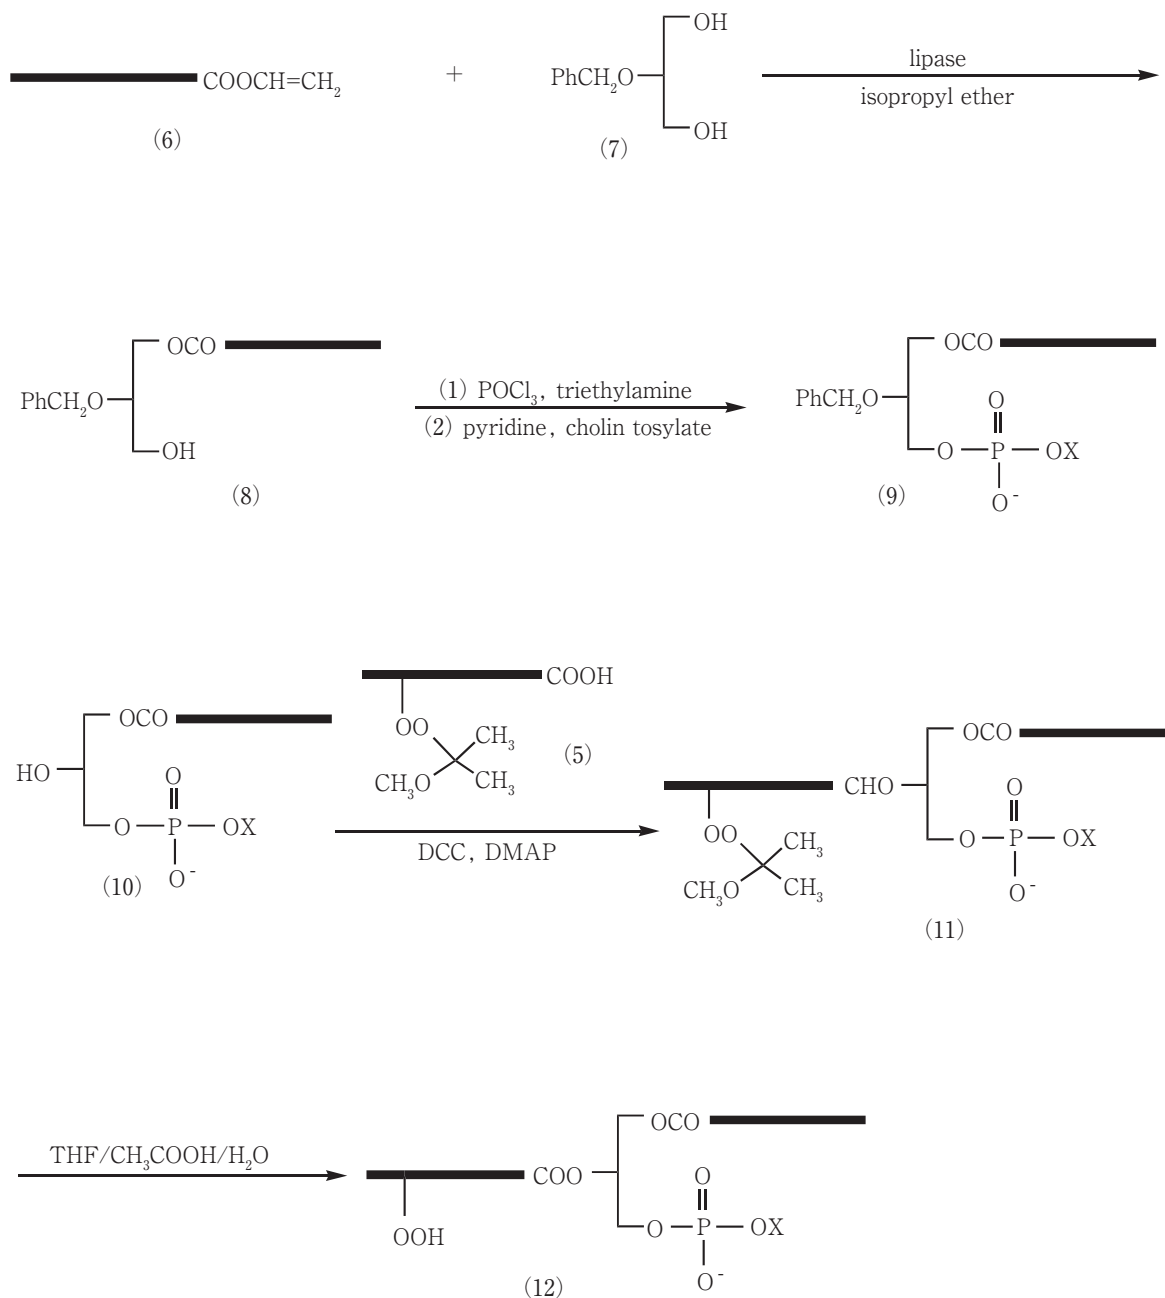 COOCH=CH₂
(6)
+
PhCH₂O
OH
OH
(7)
lipase
isopropyl ether
OCO
PhCH₂O
OH
(8)
(1) POCl₃, triethylamine
(2) pyridine, cholin tosylate
OCO
PhCH₂O
O
O
P
OX
O⁻
(9)
OCO
HO
O
O
P
OX
O⁻
(10)
COOH
OO
CH₃
CH₃O
CH₃
(5)
DCC, DMAP
OCO
CHO
OO
CH₃
CH₃O
CH₃
O
O
P
OX
O⁻
(11)
THF/CH₃COOH/H₂O
OCO
COO
OOH
O
O
P
OX
O⁻
(12)